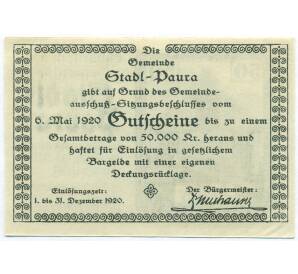 Die
Gemeinde
Stadl-Paura
gibt auf Grund des Gemeinde-
ausschuß-Sitzungsbeschlusses vom
6. Mai 1920 Gutscheine bis zu einem
Gesamtbetrage von 50.000 Kr. heraus und
haftet für Einlösung in gesetzlichem
Bargelde mit einer eigenen
Deckungsrücklage.
Einlösungszeit: Der Bürgermeister:
1. bis 31. Dezember 1920.